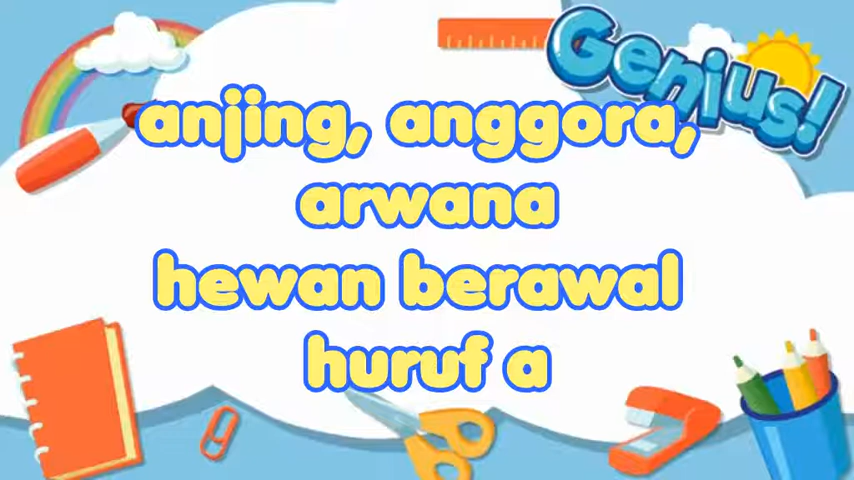 Genius!
anjing, anggora,
arwana
hewan berawal
huruf a